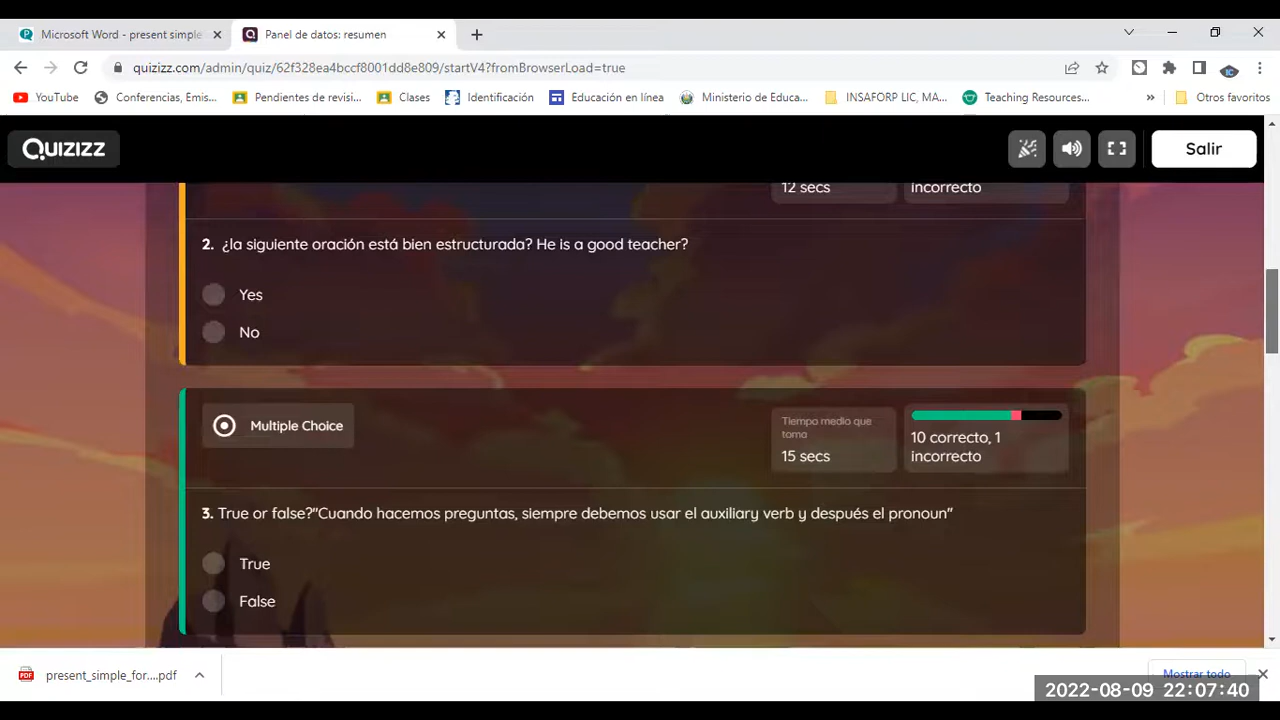 Microsoft Word - present simple
Panel de datos: resumen
quizizz.com/admin/quiz/62f328ea4bccf8001dd8e809/startV4?fromBrowserLoad=true
YouTube
Conferencias, Emis...
Pendientes de revisi...
Clases
Identificación
Educación en línea
Ministerio de Educa...
INSAFORP LIC, MA...
Teaching Resources...
»
Otros favoritos
Quizizz
Salir
12 secs
incorrecto
2. ¿la siguiente oración está bien estructurada? He is a good teacher?
Yes
No
Multiple Choice
Tiempo medio que
toma
15 secs
10 correcto, 1
incorrecto
3. True or false?"Cuando hacemos preguntas, siempre debemos usar el auxiliary verb y después el pronoun"
True
False
present_simple_for....pdf
Mostrar todo
2022-08-09 22:07:40